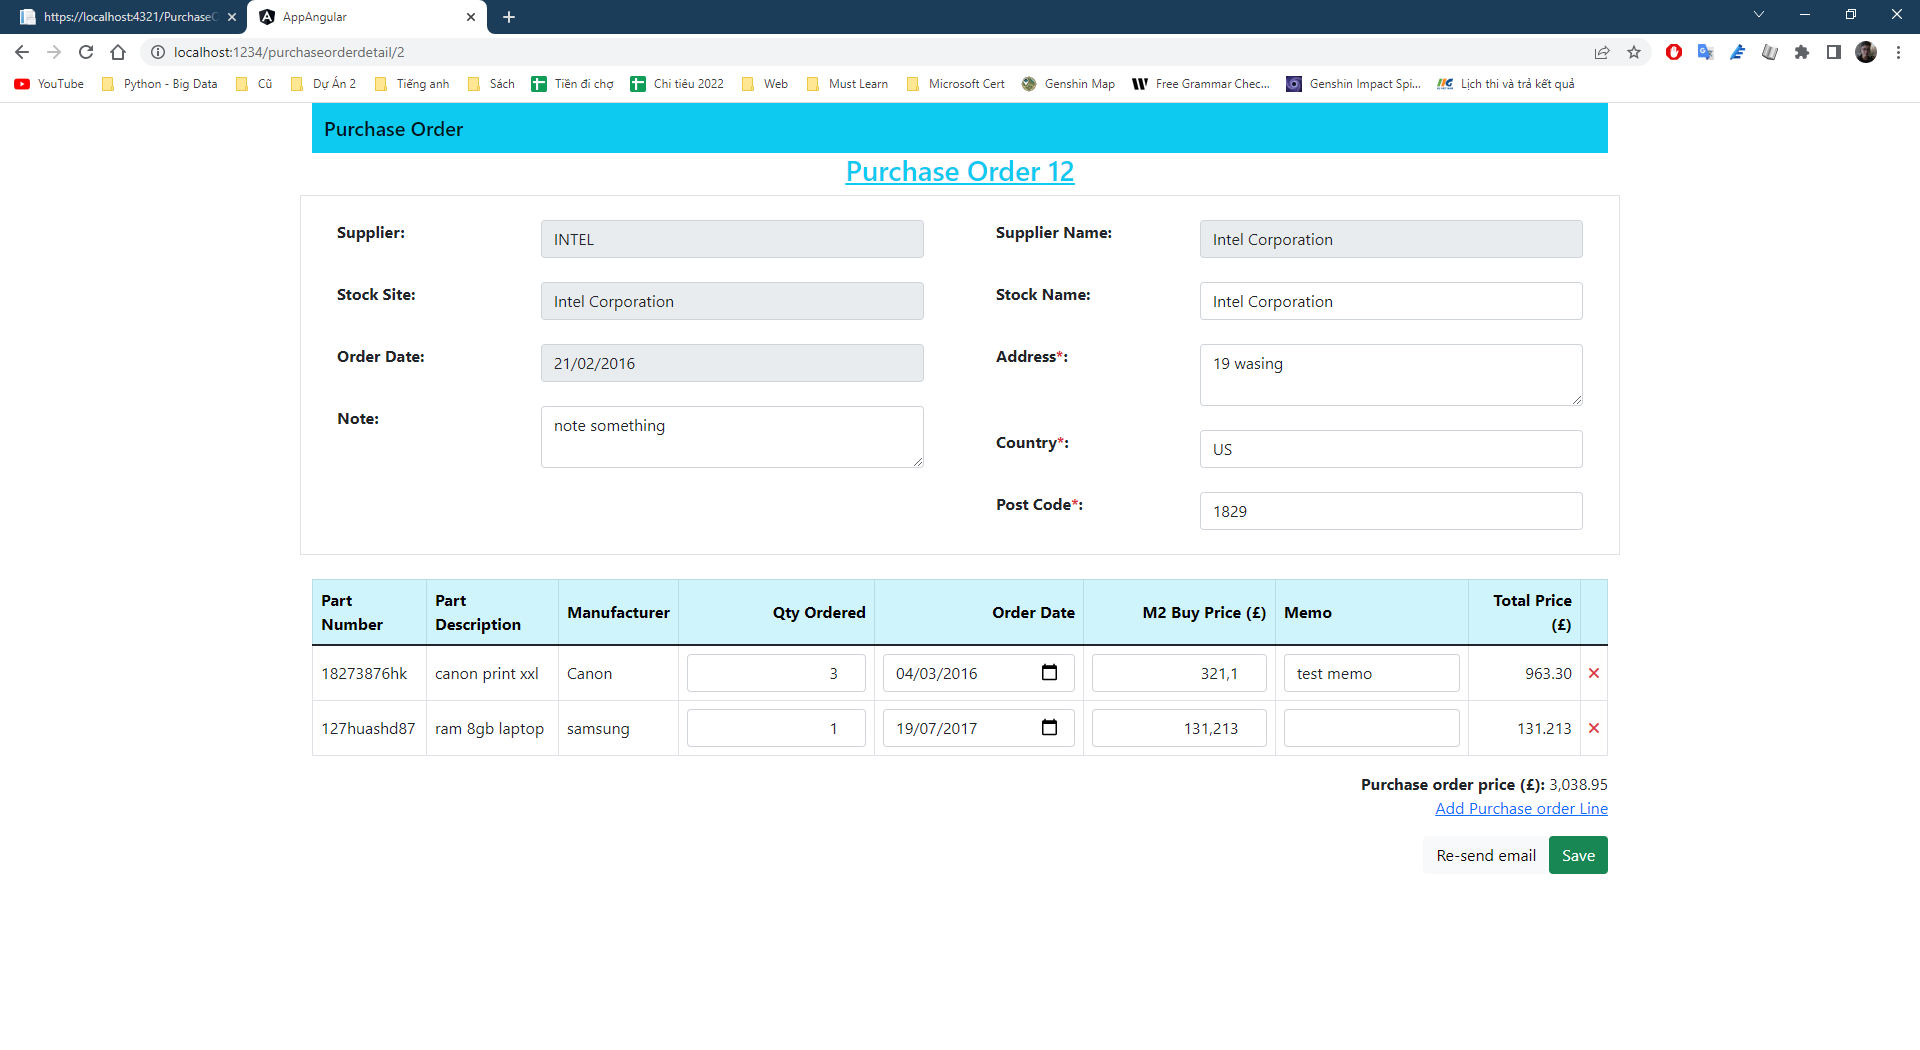 https://localhost:4321/PurchaseO
AppAngular
localhost:1234/purchaseorderdetail/2
YouTube
Python - Big Data
Cũ
Dự Án 2
Tiếng anh
Sách
Tiền đi chợ
Chi tiêu 2022
Web
Must Learn
Microsoft Cert
Genshin Map
Free Grammar Chec...
Genshin Impact Spi...
Lịch thi và trả kết quả
Purchase Order
Purchase Order 12
Supplier:
INTEL
Supplier Name:
Intel Corporation
Stock Site:
Intel Corporation
Stock Name:
Intel Corporation
Order Date:
21/02/2016
Address*:
19 wasing
Note:
note something
Country*:
US
Post Code*:
1829
Part Number
Part Description
Manufacturer
Qty Ordered
Order Date
M2 Buy Price (£)
Memo
Total Price (£)
18273876hk
canon print xxl
Canon
3
04/03/2016
321,1
test memo
963.30
127huashd87
ram 8gb laptop
samsung
1
19/07/2017
131,213
131.213
Purchase order price (£): 3,038.95
Add Purchase order Line
Re-send email
Save